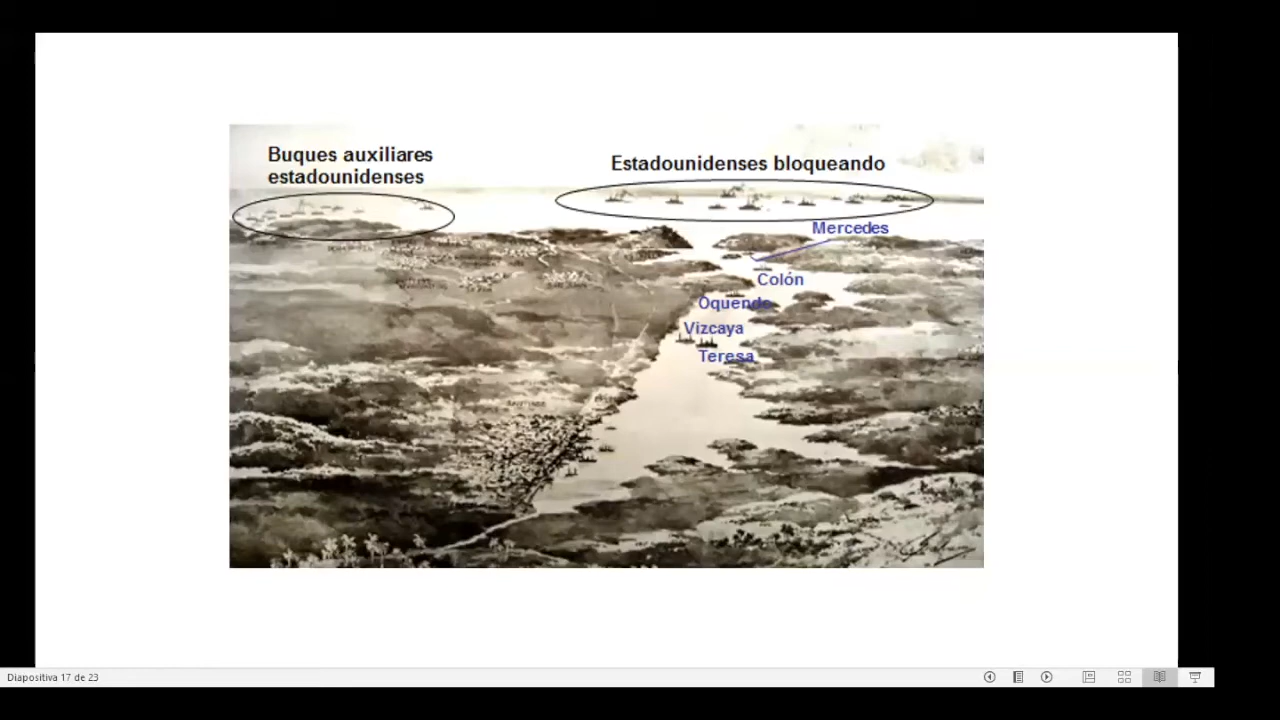 Buques auxiliares
estadounidenses
Estadounidenses bloqueando
Mercedes
Colón
Oquendo
Vizcaya
Teresa
Diapositiva 17 de 23